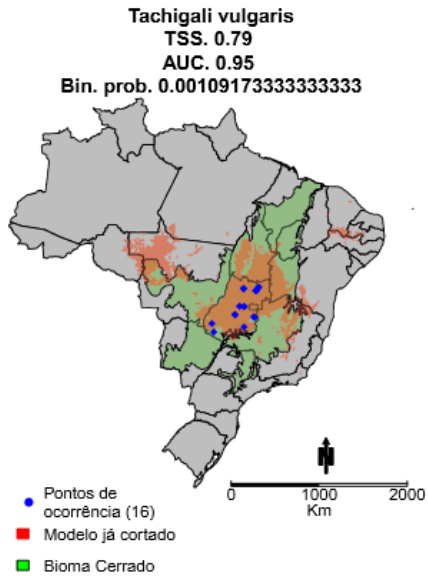 Tachigali vulgaris
TSS. 0.79
AUC. 0.95
Bin. prob. 0.00109173333333333
N
0 1000 2000
Km
Pontos de
ocorrência (16)
Modelo já cortado
Bioma Cerrado